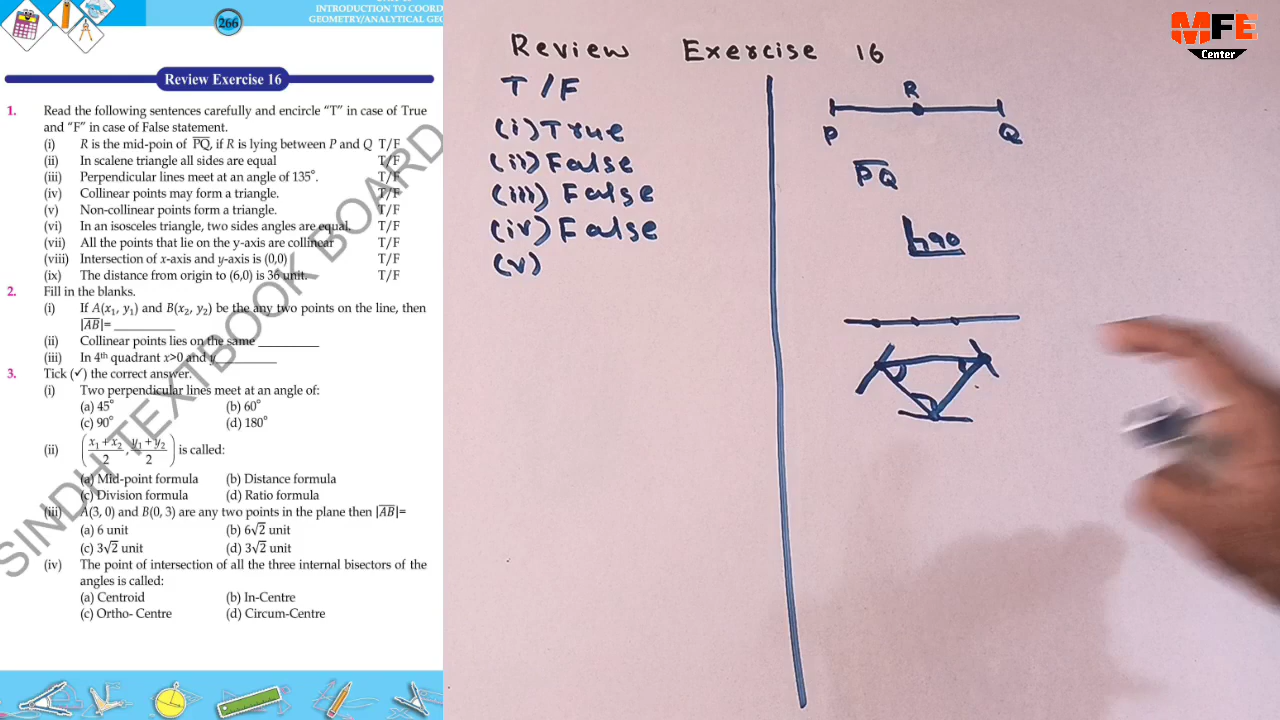 266
INTRODUCTION TO COORD
GEOMETRY/ANALYTICAL GEO
Review Exercise 16
1. Read the following sentences carefully and encircle “T” in case of True
and “F” in case of False statement.
(i) R is the mid-poin of P̅Q̅, if R is lying between P and Q T/F
(ii) In scalene triangle all sides are equal T/F
(iii) Perpendicular lines meet at an angle of 135°. T/F
(iv) Collinear points may form a triangle. T/F
(v) Non-collinear points form a triangle. T/F
(vi) In an isosceles triangle, two sides angles are equal. T/F
(vii) All the points that lie on the y-axis are collinear T/F
(viii) Intersection of x-axis and y-axis is (0,0) T/F
(ix) The distance from origin to (6,0) is 36 unit. T/F
2. Fill in the blanks.
(i) If A(x₁, y₁) and B(x₂, y₂) be the any two points on the line, then
|A̅B̅|= _________
(ii) Collinear points lies on the same _________
(iii) In 4th quadrant x>0 and y_________
3. Tick (✓) the correct answer.
(i) Two perpendicular lines meet at an angle of:
(a) 45° (b) 60°
(c) 90° (d) 180°
(ii) ((x₁ + x₂)/2, (y₁ + y₂)/2) is called:
(a) Mid-point formula (b) Distance formula
(c) Division formula (d) Ratio formula
(iii) A(3, 0) and B(0, 3) are any two points in the plane then |A̅B̅|=
(a) 6 unit (b) 6√2 unit
(c) 3√2 unit (d) 3√2 unit
(iv) The point of intersection of all the three internal bisectors of the
angles is called:
(a) Centroid (b) In-Centre
(c) Ortho- Centre (d) Circum-Centre
SINDH TEXTBOOK BOARD
Review Exercise 16
T/F
(i) True
(ii) False
(iii) False
(iv) False
(v)
R
P Q
P̅Q̅
90
MFE
Center